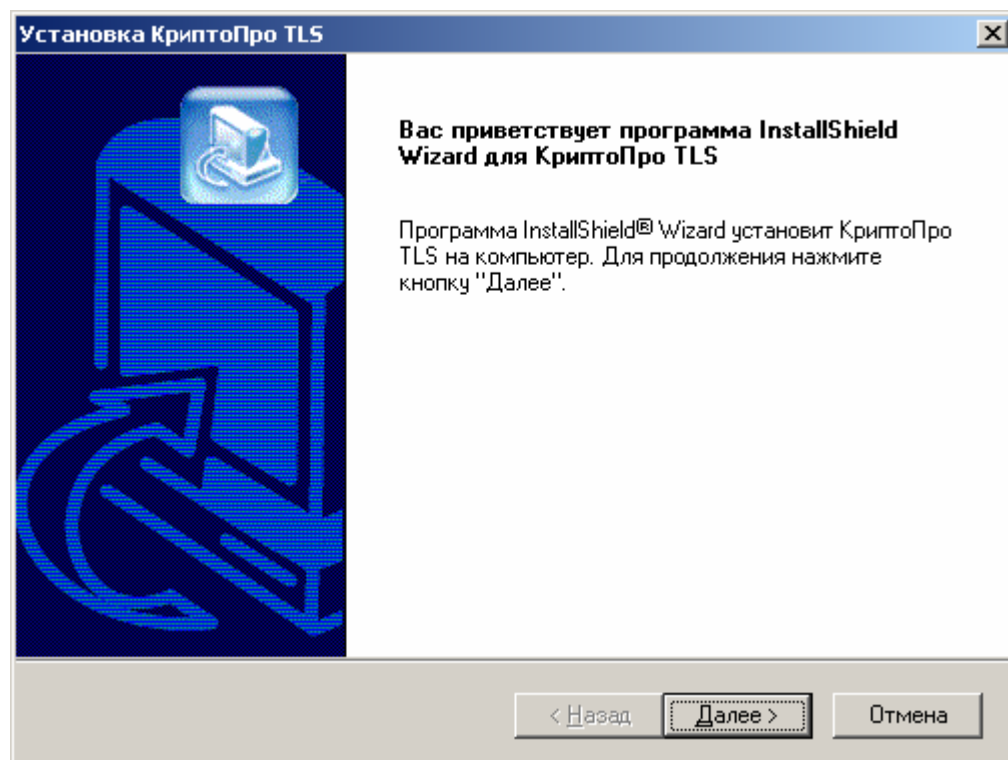 Установка КриптоПро TLS
Вас приветствует программа InstallShield
Wizard для КриптоПро TLS
Программа InstallShield® Wizard установит КриптоПро
TLS на компьютер. Для продолжения нажмите
кнопку "Далее".
< Назад
Далее >
Отмена